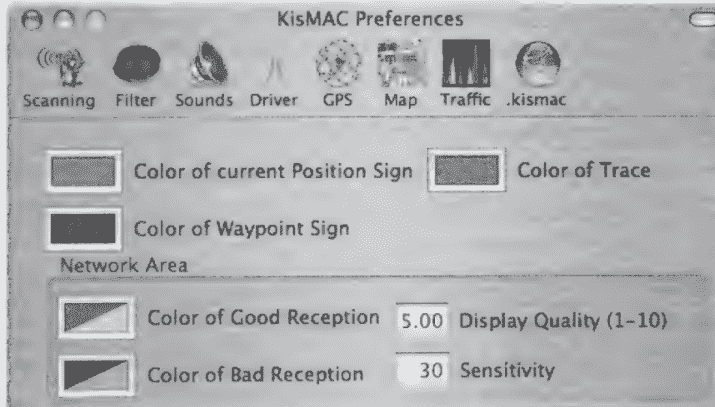 KisMAC Preferences
Scanning Filter Sounds Driver GPS Map Traffic .kismac
Color of current Position Sign Color of Trace
Color of Waypoint Sign
Network Area
Color of Good Reception 5.00 Display Quality (1-10)
Color of Bad Reception 30 Sensitivity